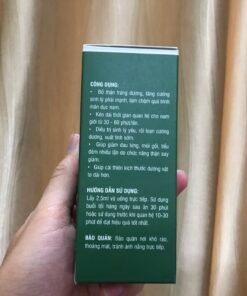 CÔNG DỤNG:
• Bổ thận tráng dương, tăng cường
sinh lý phái mạnh, làm chậm quá trình
mãn dục nam.
• Kéo dài thời gian quan hệ cho nam
giới từ 30 - 60 phút/lần.
• Điều trị sinh lý yếu, rối loạn cương
dương, xuất tinh sớm.
• Giúp giảm đau lưng, mỏi gối, tiểu
đêm nhiều lần do chức năng thận suy
giảm.
• Giúp cải thiện kích thước dương vật
to dài hơn.
HƯỚNG DẪN SỬ DỤNG:
Lấy 2.5ml và uống trực tiếp. Sử dụng
buổi tối hàng ngày sau ăn 30 phút
hoặc sử dụng trước khi quan hệ 10-30
phút để đạt hiệu quả tốt nhất.
BẢO QUẢN: Bảo quản nơi khô ráo,
thoáng mát, tránh ánh nắng trực tiếp.